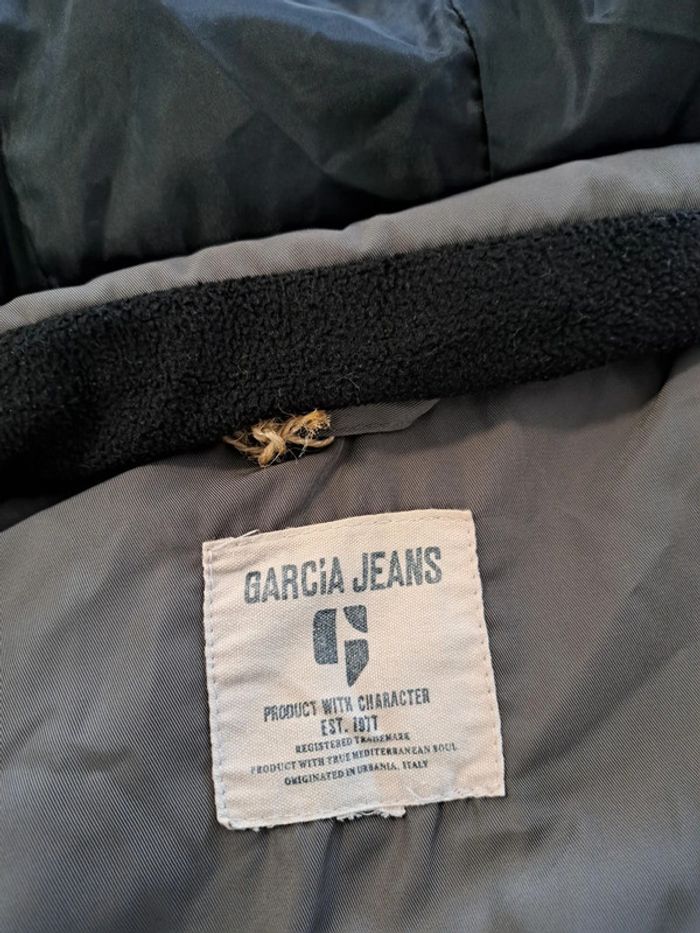 GARCiA JEANS
G
PRODUCT WITH CHARACTER
EST. 1977
REGISTERED TRADEMARK
PRODUCT WITH TRUE MEDITERRANEAN SOUL
ORIGINATED IN URBANIA, ITALY